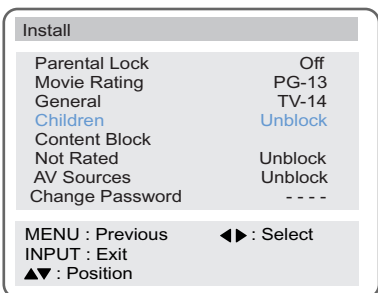 Install
Parental Lock Off
Movie Rating PG-13
General TV-14
Children Unblock
Content Block
Not Rated Unblock
AV Sources Unblock
Change Password - - - -
MENU : Previous ◀▶ : Select
INPUT : Exit
▲▼ : Position